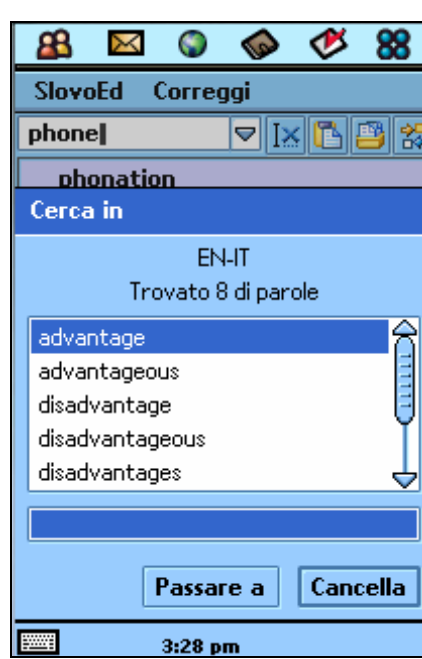 SlovoEd Correggi
phone
phonation
Cerca in
EN-IT
Trovato 8 di parole
advantage
advantageous
disadvantage
disadvantageous
disadvantages
Passare a Cancella
3:28 pm